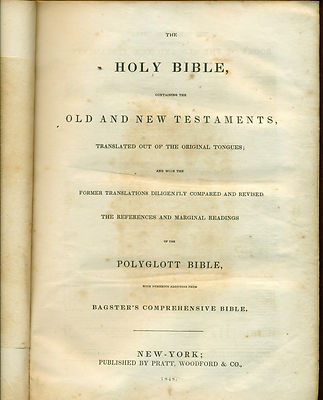 THE
HOLY BIBLE,
CONTAINING THE
OLD AND NEW TESTAMENTS,
TRANSLATED OUT OF THE ORIGINAL TONGUES;
AND WITH THE
FORMER TRANSLATIONS DILIGENTLY COMPARED AND REVISED.
THE REFERENCES AND MARGINAL READINGS
OF THE
POLYGLOTT BIBLE,
WITH NUMEROUS ADDITIONS FROM
BAGSTER'S COMPREHENSIVE BIBLE.
NEW-YORK;
PUBLISHED BY PRATT, WOODFORD & CO.,